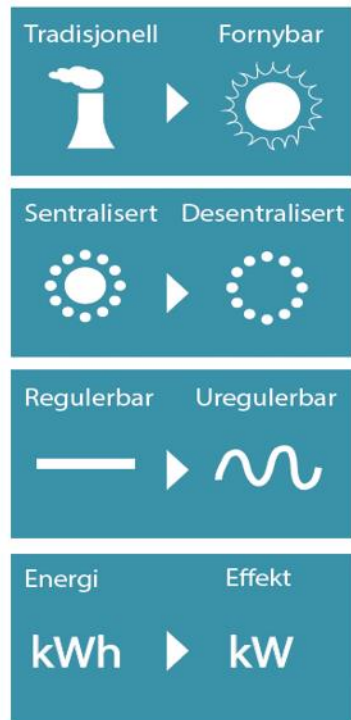 Tradisjonell Fornybar
Sentralisert Desentralisert
Regulerbar Uregulerbar
Energi Effekt
kWh kW